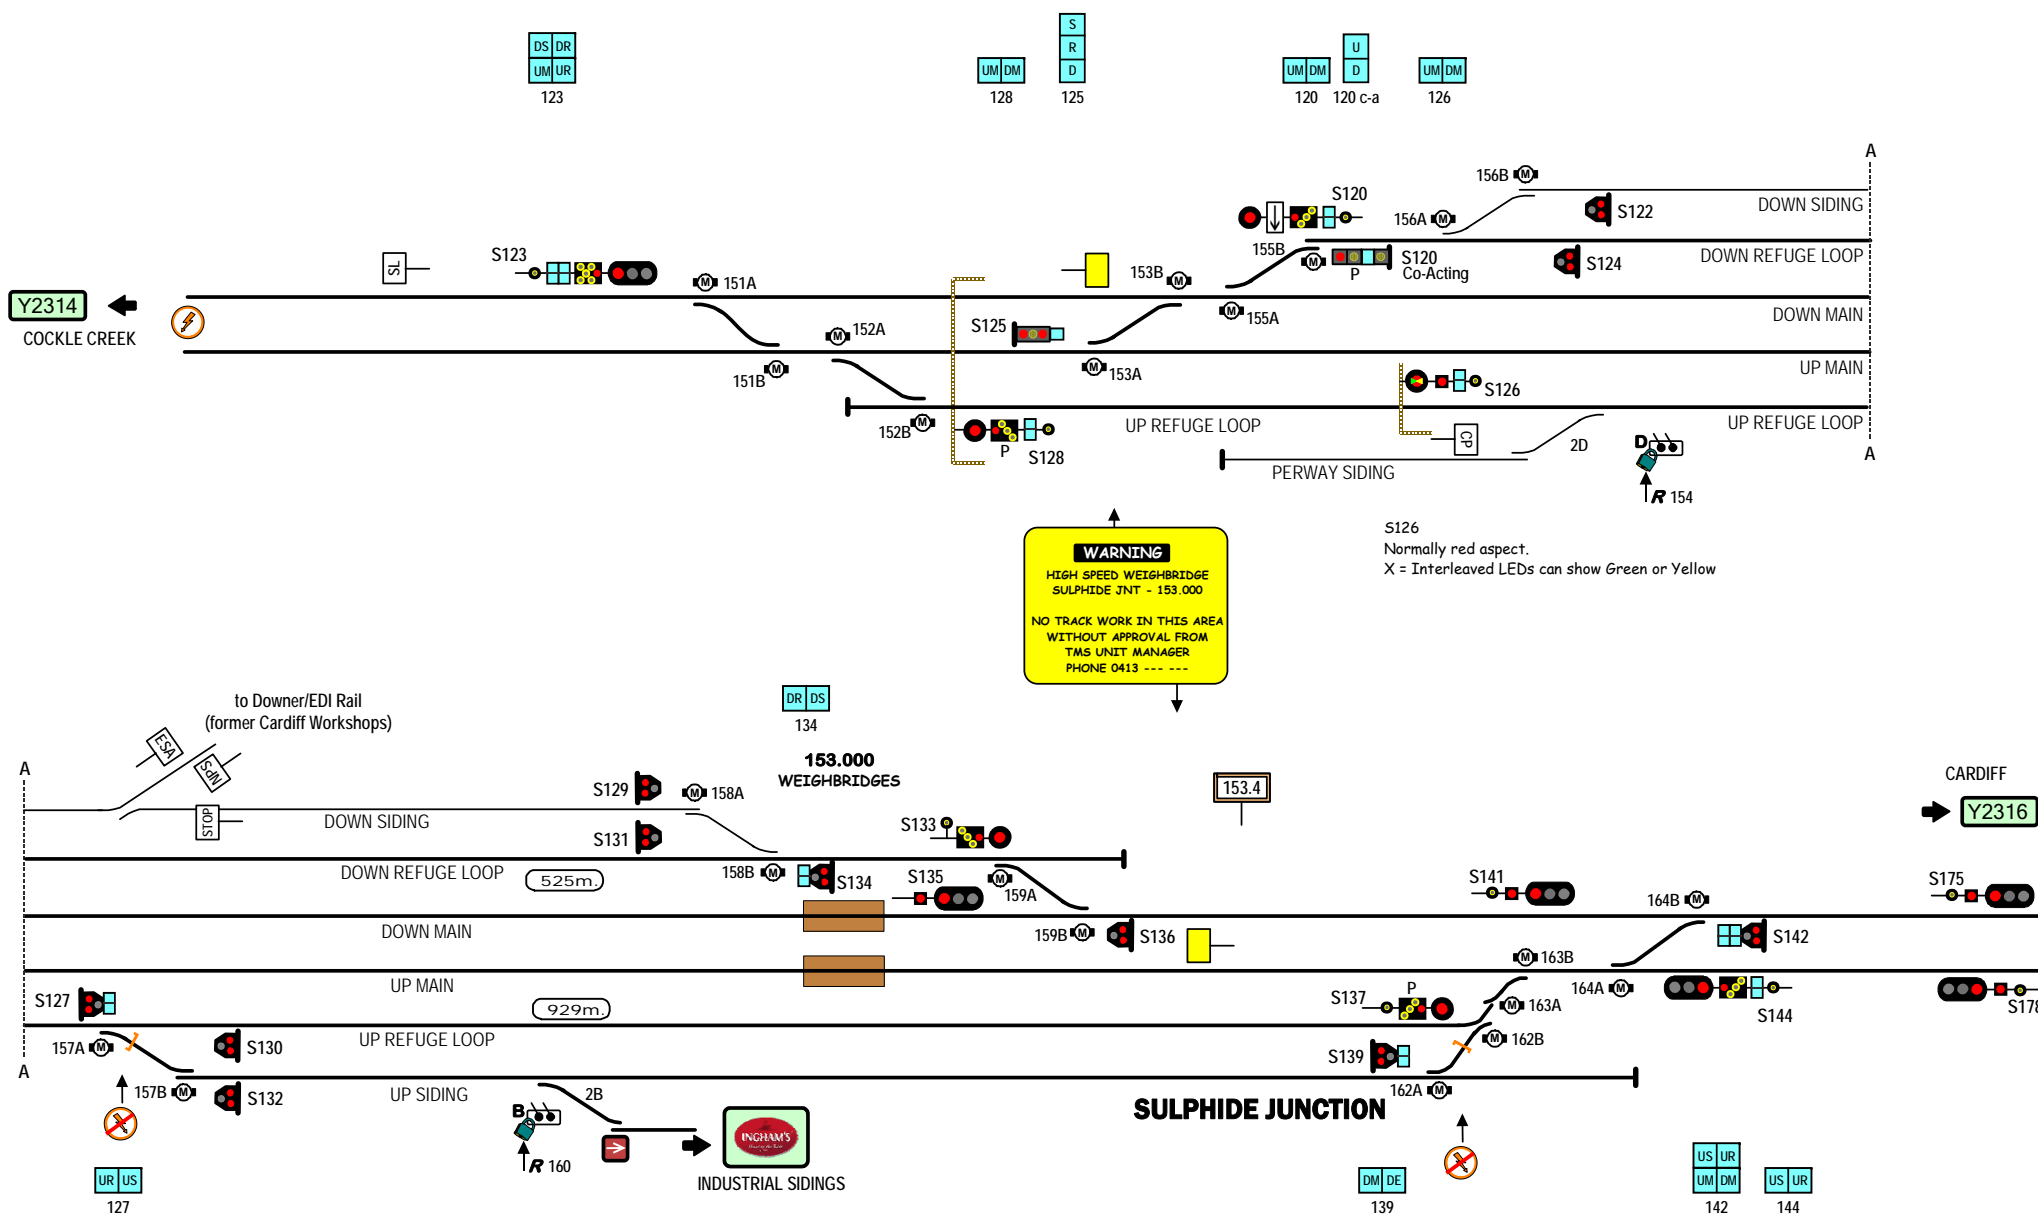 DS DR
UM UR
123
UM DM
128
S
R
D
125
UM DM
120
U
D
120 c-a
UM DM
126
A
156B M
S120
156A M
S122
DOWN SIDING
SL
S123
155B
M
S120
Co-Acting
P
S124
DOWN REFUGE LOOP
M 151A
153B M
Y2314
COCKLE CREEK
M
155A
DOWN MAIN
152A
M
S125
151B M
M 153A
UP MAIN
S126
152B M
P
S128
UP REFUGE LOOP
CP
2D
D
UP REFUGE LOOP
A
PERWAY SIDING
R 154
S126
Normally red aspect.
X = Interleaved LEDs can show Green or Yellow
WARNING
HIGH SPEED WEIGHBRIDGE
SULPHIDE JNT - 153.000
NO TRACK WORK IN THIS AREA
WITHOUT APPROVAL FROM
TMS UNIT MANAGER
PHONE 0413 --- ---
to Downer/EDI Rail
(former Cardiff Workshops)
DR DS
134
153.000
WEIGHBRIDGES
ESA
NPS
A
S129
M 158A
153.4
CARDIFF
Y2316
STOP
DOWN SIDING
S131
S133
DOWN REFUGE LOOP
525m.
158B M
S134
S135
M
159A
S141
164B M
S175
DOWN MAIN
159B M
S136
S142
UP MAIN
M 163B
S127
929m.
S137
P
M 163A
164A M
S144
S178
157A M
S130
UP REFUGE LOOP
S139
M 162B
A
157B M
S132
UP SIDING
2B
162A M
B
SULPHIDE JUNCTION
R 160
INGHAM'S
INDUSTRIAL SIDINGS
UR US
127
DM DE
139
US UR
UM DM
142
US UR
144